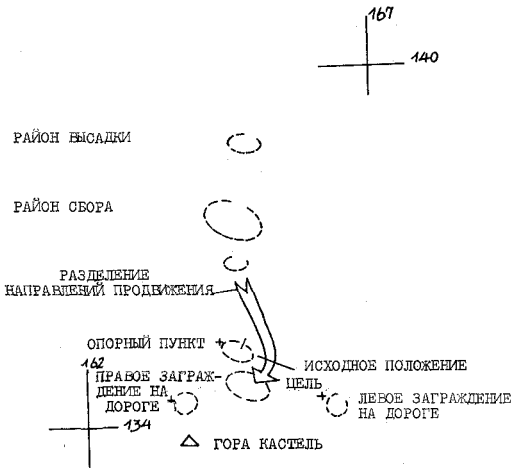 167
140
РАЙОН ВЫСАДКИ
РАЙОН СБОРА
РАЗДЕЛЕНИЕ
НАПРАВЛЕНИЙ ПРОДВИЖЕНИЯ
ОПОРНЫЙ ПУНКТ
ИСХОДНОЕ ПОЛОЖЕНИЕ
162
ПРАВОЕ ЗАГРАЖ-
ДЕНИЕ НА
ДОРОГЕ
ЦЕЛЬ
ЛЕВОЕ ЗАГРАЖДЕНИЕ
НА ДОРОГЕ
134
ГОРА КАСТЕЛЬ